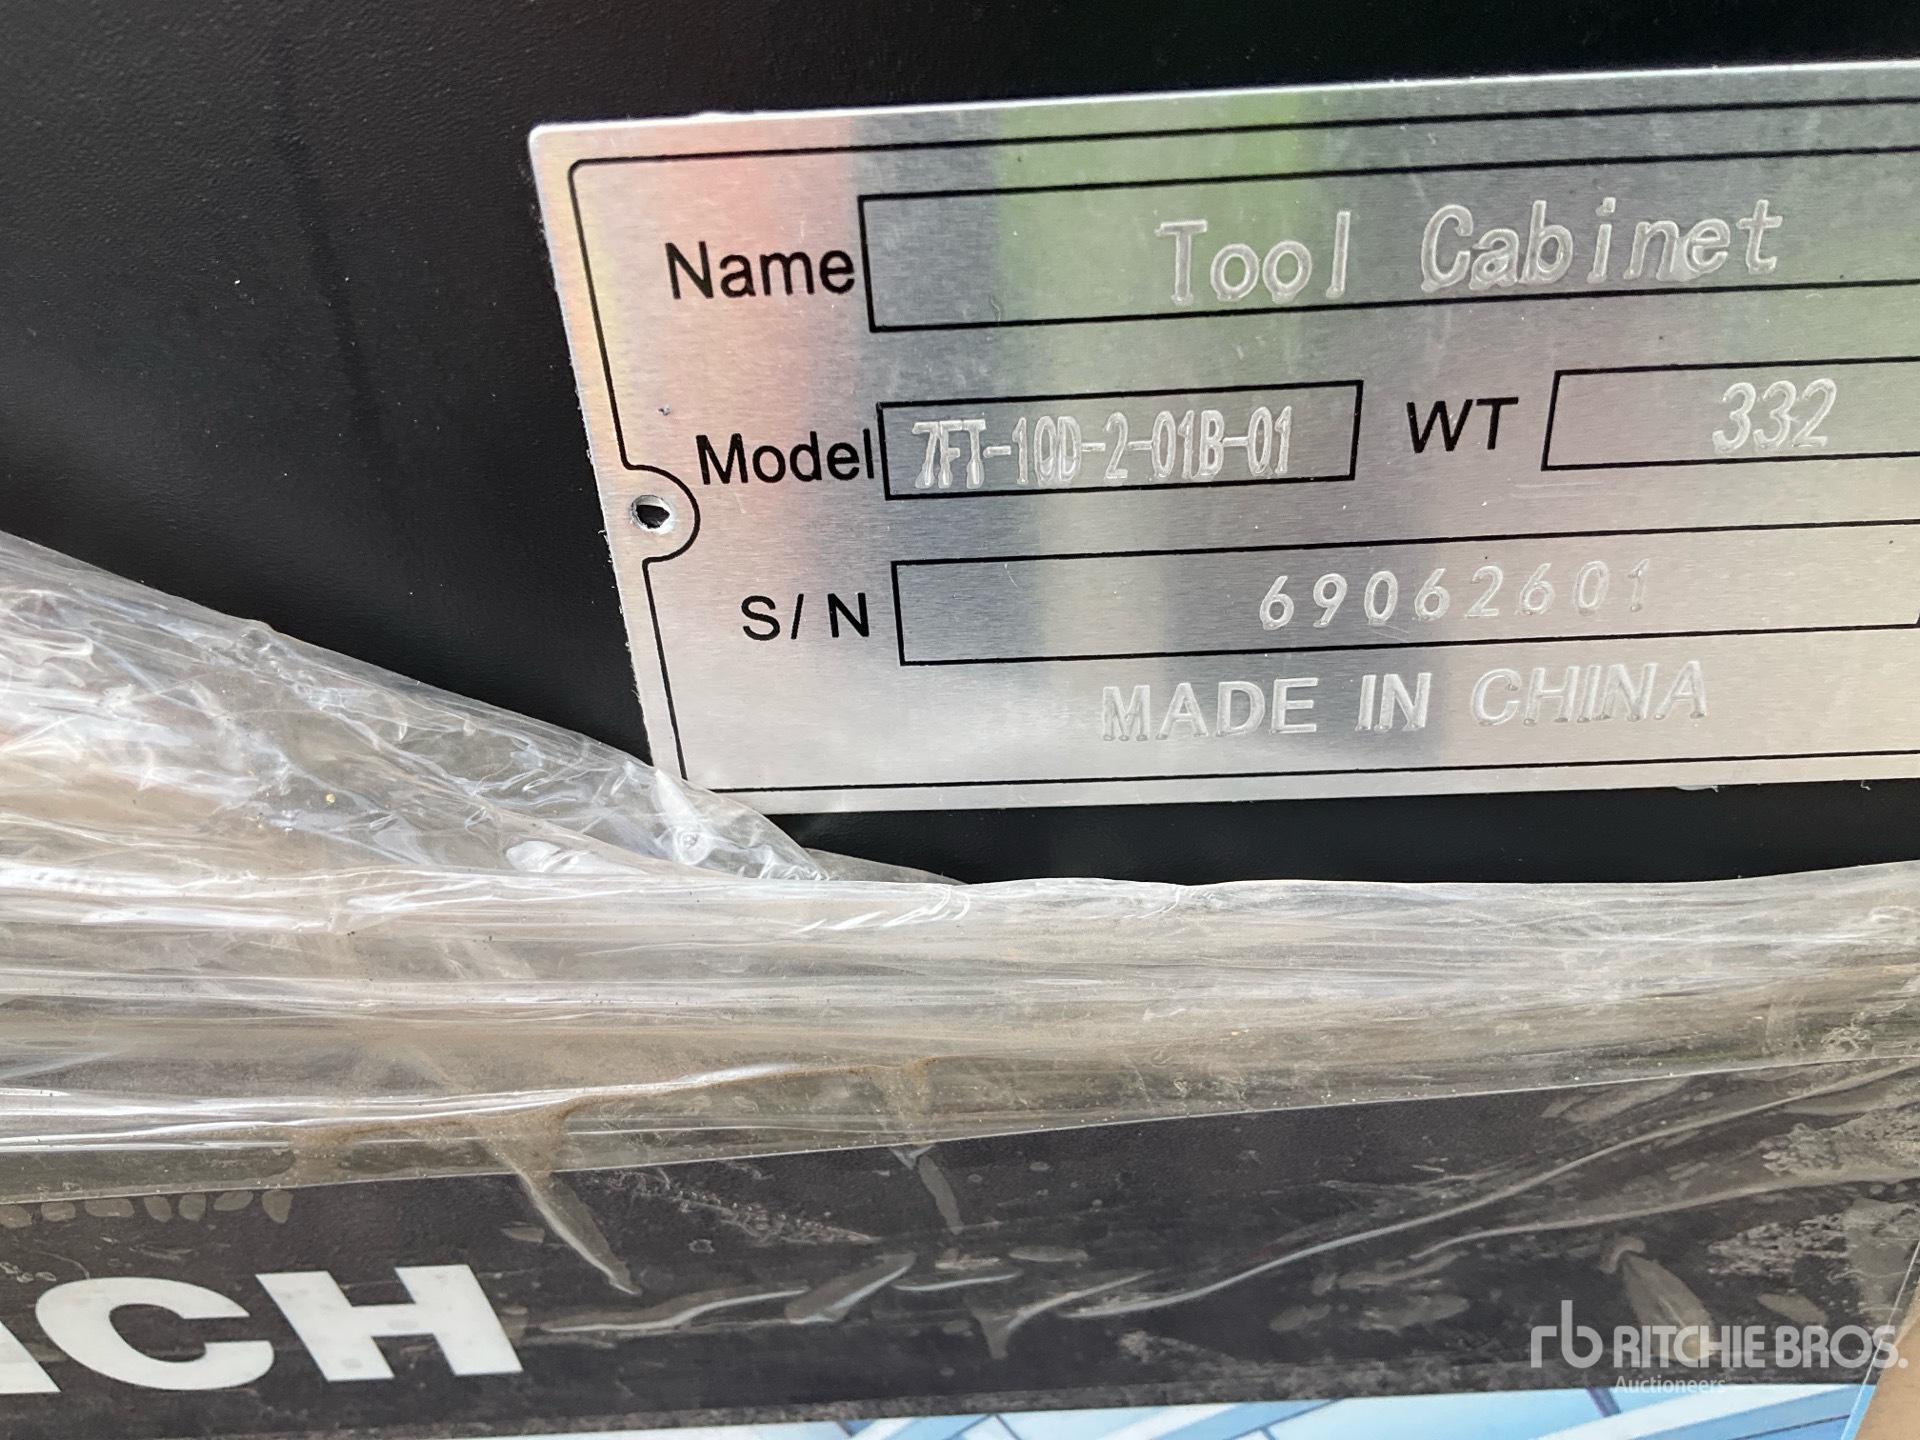 Name Tool Cabinet
Model 7FT-10D-2-01B-01 WT 332
S/N 69062601
MADE IN CHINA
ACH
rb RITCHIE BROS.
Auctioneers